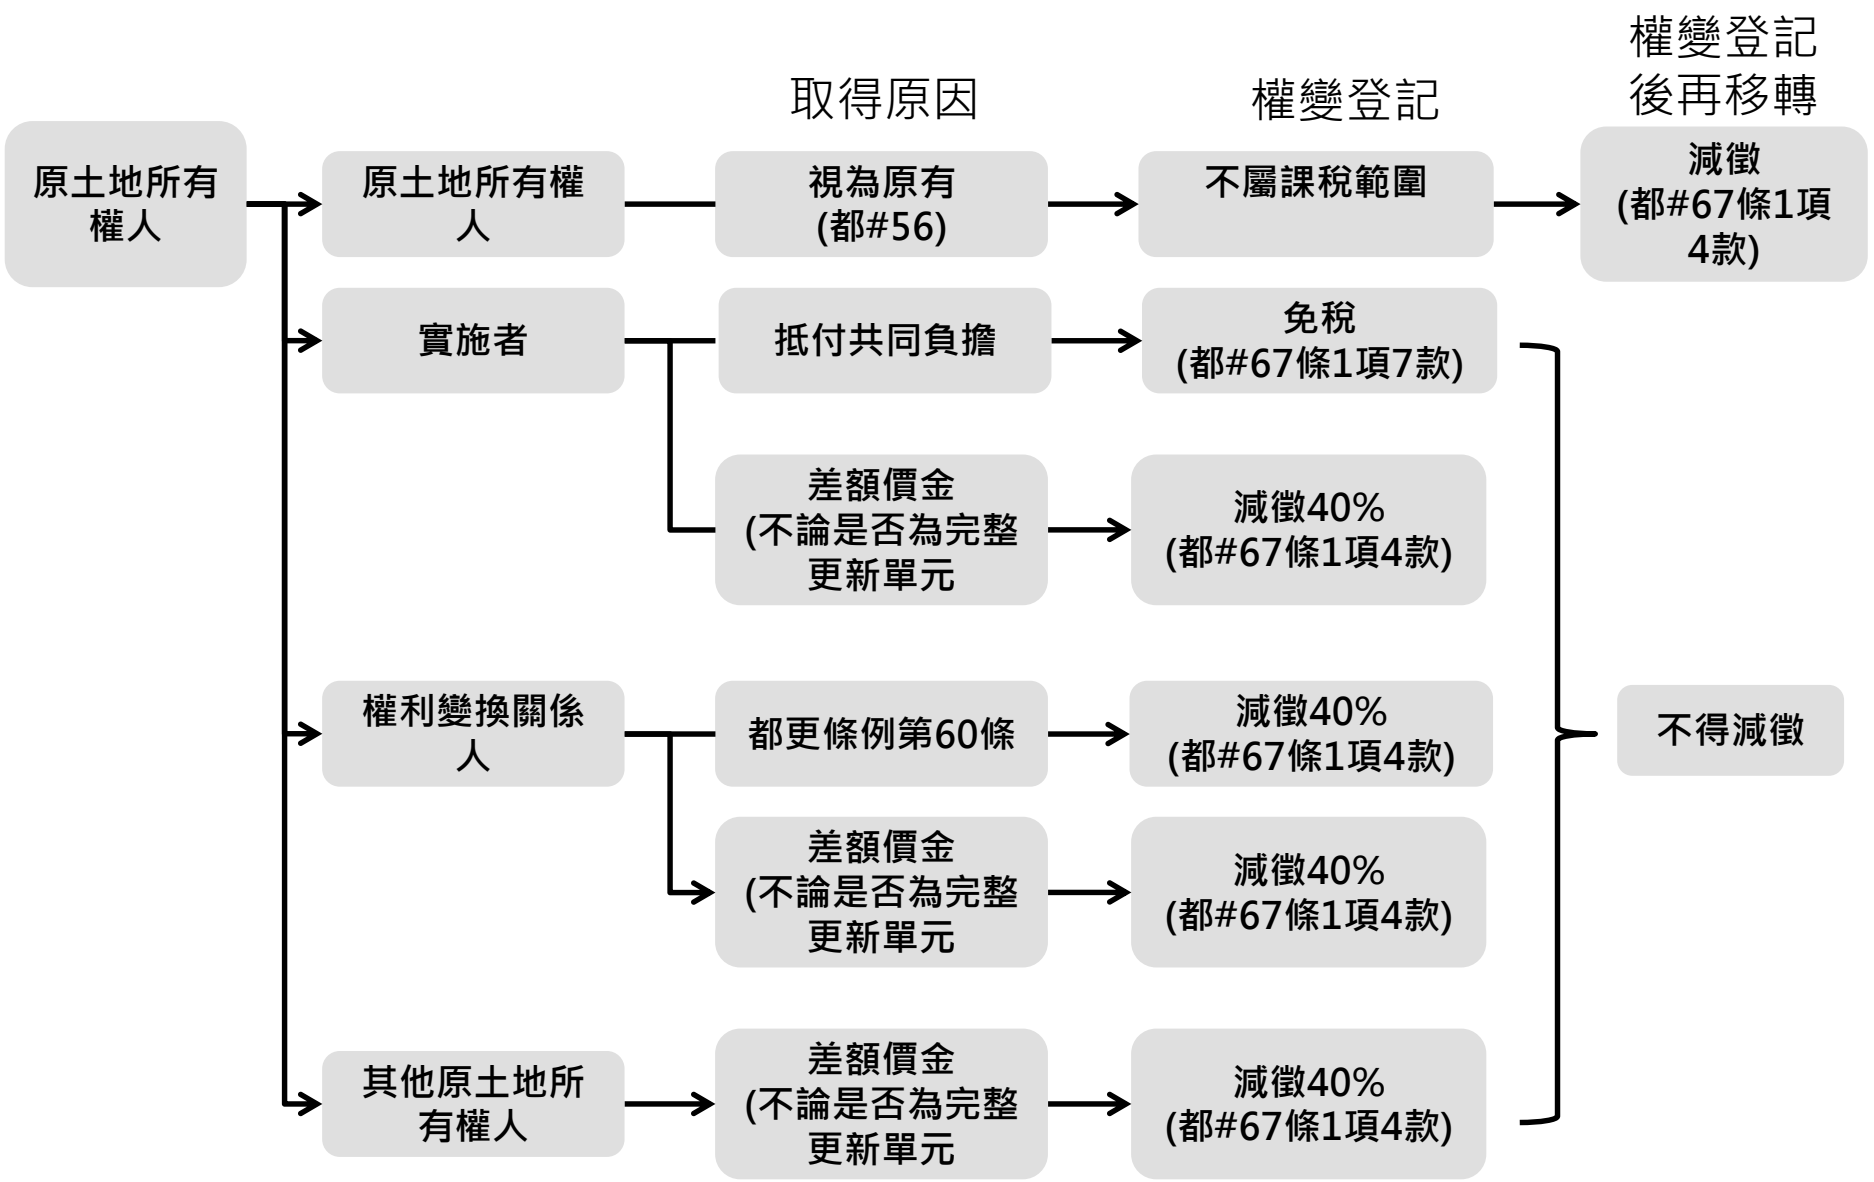 取得原因
權變登記
權變登記
後再移轉
原土地所有
權人
原土地所有權
人
視為原有
(都#56)
不屬課稅範圍
減徵
(都#67條1項
4款)
實施者
抵付共同負擔
免稅
(都#67條1項7款)
差額價金
(不論是否為完整
更新單元
減徵40%
(都#67條1項4款)
權利變換關係
人
都更條例第60條
減徵40%
(都#67條1項4款)
不得減徵
差額價金
(不論是否為完整
更新單元
減徵40%
(都#67條1項4款)
其他原土地所
有權人
差額價金
(不論是否為完整
更新單元
減徵40%
(都#67條1項4款)